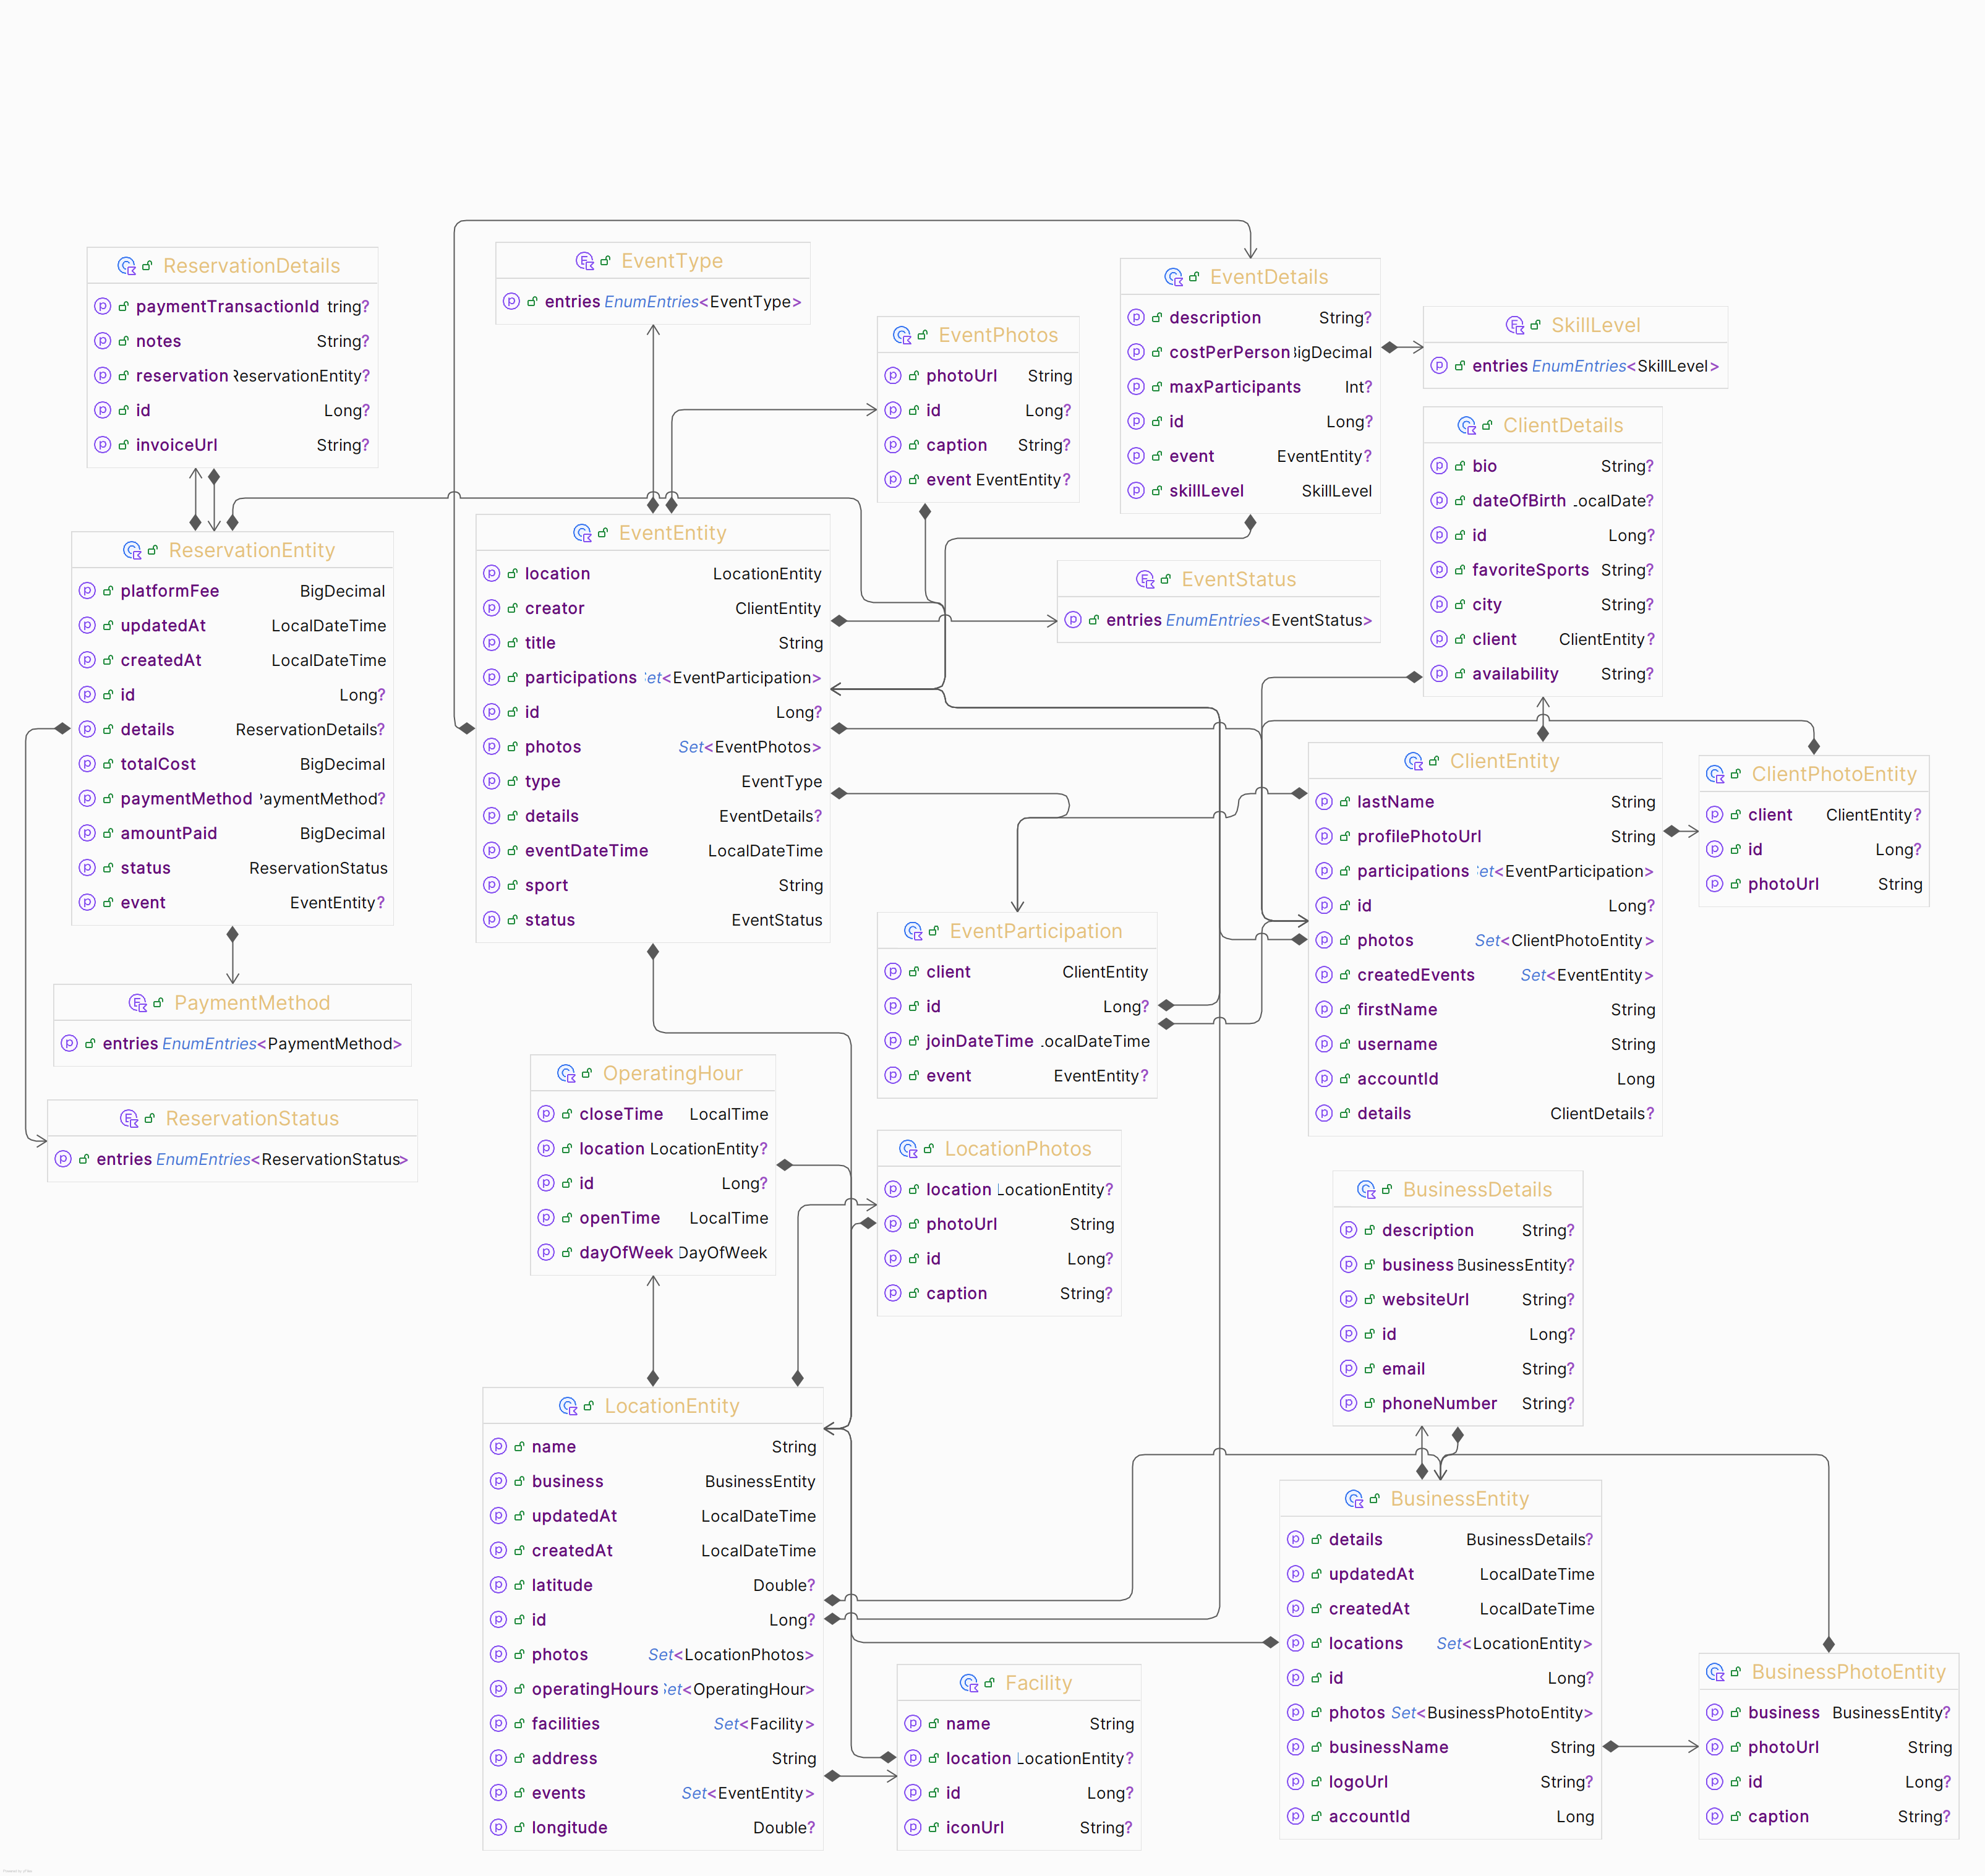 ReservationDetails
paymentTransactionId tring?
notes String?
reservation ReservationEntity?
id Long?
invoiceUrl String?
EventType
entries EnumEntries<EventType>
EventPhotos
photoUrl String
id Long?
caption String?
event EventEntity?
EventDetails
description String?
costPerPerson BigDecimal
maxParticipants Int?
id Long?
event EventEntity?
skillLevel SkillLevel
SkillLevel
entries EnumEntries<SkillLevel>
ClientDetails
bio String?
dateOfBirth LocalDate?
id Long?
favoriteSports String?
city String?
client ClientEntity?
availability String?
ReservationEntity
platformFee BigDecimal
updatedAt LocalDateTime
createdAt LocalDateTime
id Long?
details ReservationDetails?
totalCost BigDecimal
paymentMethod PaymentMethod?
amountPaid BigDecimal
status ReservationStatus
event EventEntity?
EventEntity
location LocationEntity
creator ClientEntity
title String
participations Set<EventParticipation>
id Long?
photos Set<EventPhotos>
type EventType
details EventDetails?
eventDateTime LocalDateTime
sport String
status EventStatus
EventStatus
entries EnumEntries<EventStatus>
ClientEntity
lastName String
profilePhotoUrl String
participations Set<EventParticipation>
id Long?
photos Set<ClientPhotoEntity>
createdEvents Set<EventEntity>
firstName String
username String
accountId Long
details ClientDetails?
ClientPhotoEntity
client ClientEntity?
id Long?
photoUrl String
EventParticipation
client ClientEntity
id Long?
joinDateTime LocalDateTime
event EventEntity?
PaymentMethod
entries EnumEntries<PaymentMethod>
ReservationStatus
entries EnumEntries<ReservationStatus>
OperatingHour
closeTime LocalTime
location LocationEntity?
id Long?
openTime LocalTime
dayOfWeek DayOfWeek
LocationPhotos
location LocationEntity?
photoUrl String
id Long?
caption String?
BusinessDetails
description String?
business BusinessEntity?
websiteUrl String?
id Long?
email String?
phoneNumber String?
LocationEntity
name String
business BusinessEntity
updatedAt LocalDateTime
createdAt LocalDateTime
latitude Double?
id Long?
photos Set<LocationPhotos>
operatingHours Set<OperatingHour>
facilities Set<Facility>
address String
events Set<EventEntity>
longitude Double?
Facility
name String
location LocationEntity?
id Long?
iconUrl String?
BusinessEntity
details BusinessDetails?
updatedAt LocalDateTime
createdAt LocalDateTime
locations Set<LocationEntity>
id Long?
photos Set<BusinessPhotoEntity>
businessName String
logoUrl String?
accountId Long
BusinessPhotoEntity
business BusinessEntity?
photoUrl String
id Long?
caption String?